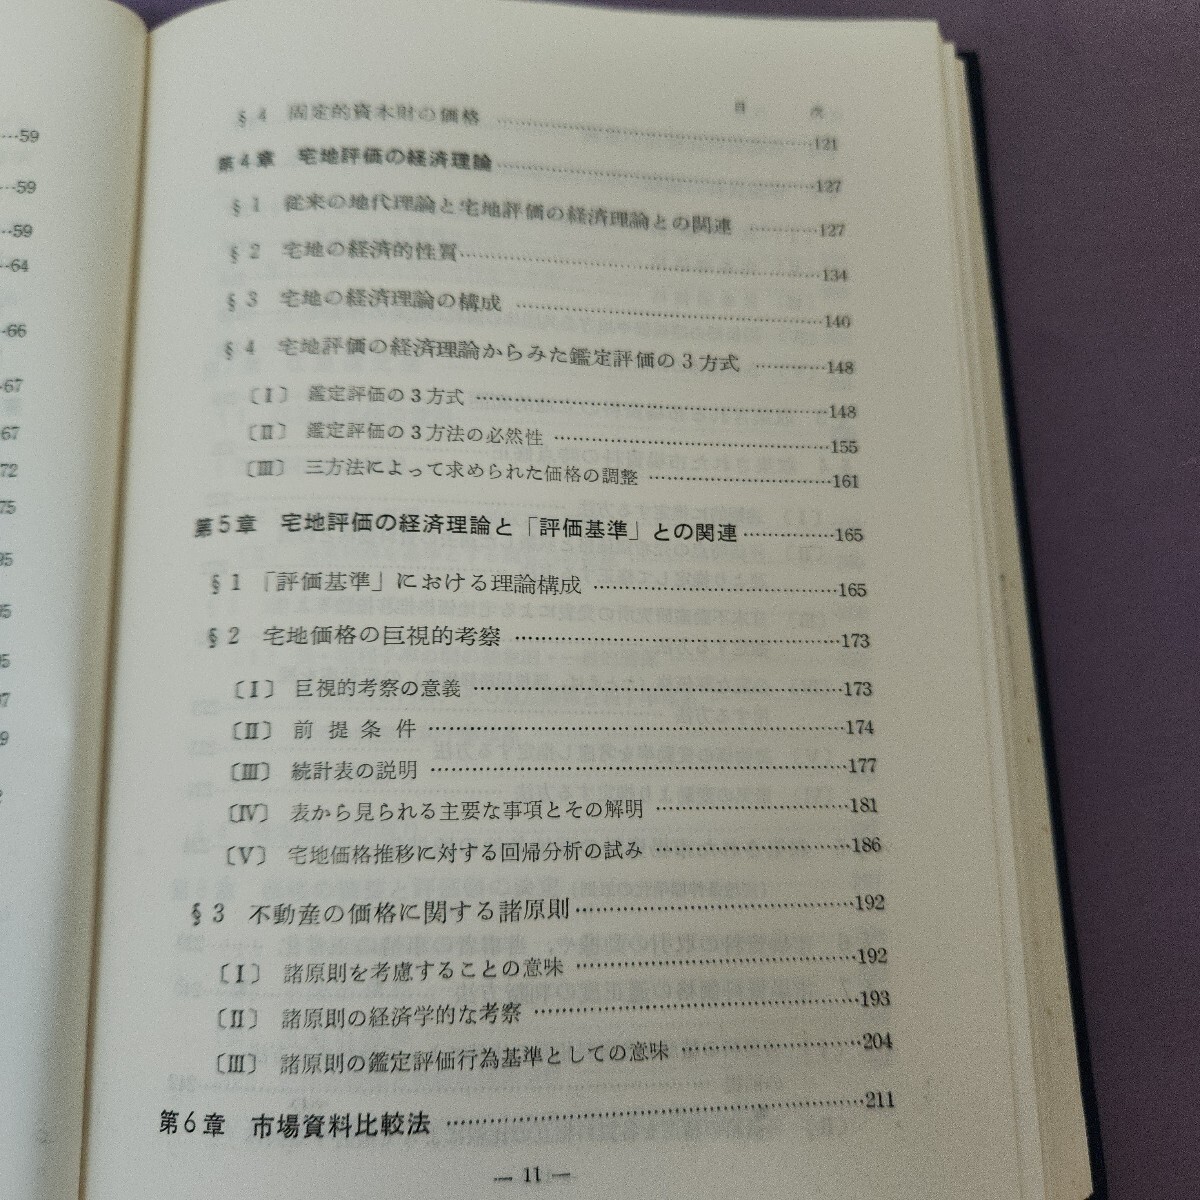 …59
…59
…59
…64
…66
…67
67
72
75
95
95
95
97
9
目　次
§4　固定的資本財の価格 ……121
第4章　宅地評価の経済理論 ……127
§1　従来の地代理論と宅地評価の経済理論との関連 ……127
§2　宅地の経済的性質 ……134
§3　宅地の経済理論の構成 ……140
§4　宅地評価の経済理論からみた鑑定評価の3方式 ……148
〔Ⅰ〕 鑑定評価の3方式 ……148
〔Ⅱ〕 鑑定評価の3方法の必然性 ……155
〔Ⅲ〕 三方法によって求められた価格の調整 ……161
第5章　宅地評価の経済理論と「評価基準」との関連 ……165
§1 「評価基準」における理論構成 ……165
§2　宅地価格の巨視的考察 ……173
〔Ⅰ〕 巨視的考察の意義 ……173
〔Ⅱ〕 前提条件 ……174
〔Ⅲ〕 統計表の説明 ……177
〔Ⅳ〕 表から見られる主要な事項とその解明 ……181
〔Ⅴ〕 宅地価格推移に対する回帰分析の試み ……186
§3　不動産の価格に関する諸原則 ……192
〔Ⅰ〕 諸原則を考慮することの意味 ……192
〔Ⅱ〕 諸原則の経済学的な考察 ……193
〔Ⅲ〕 諸原則の鑑定評価行為基準としての意味 ……204
第6章　市場資料比較法 ……211
— 11 —